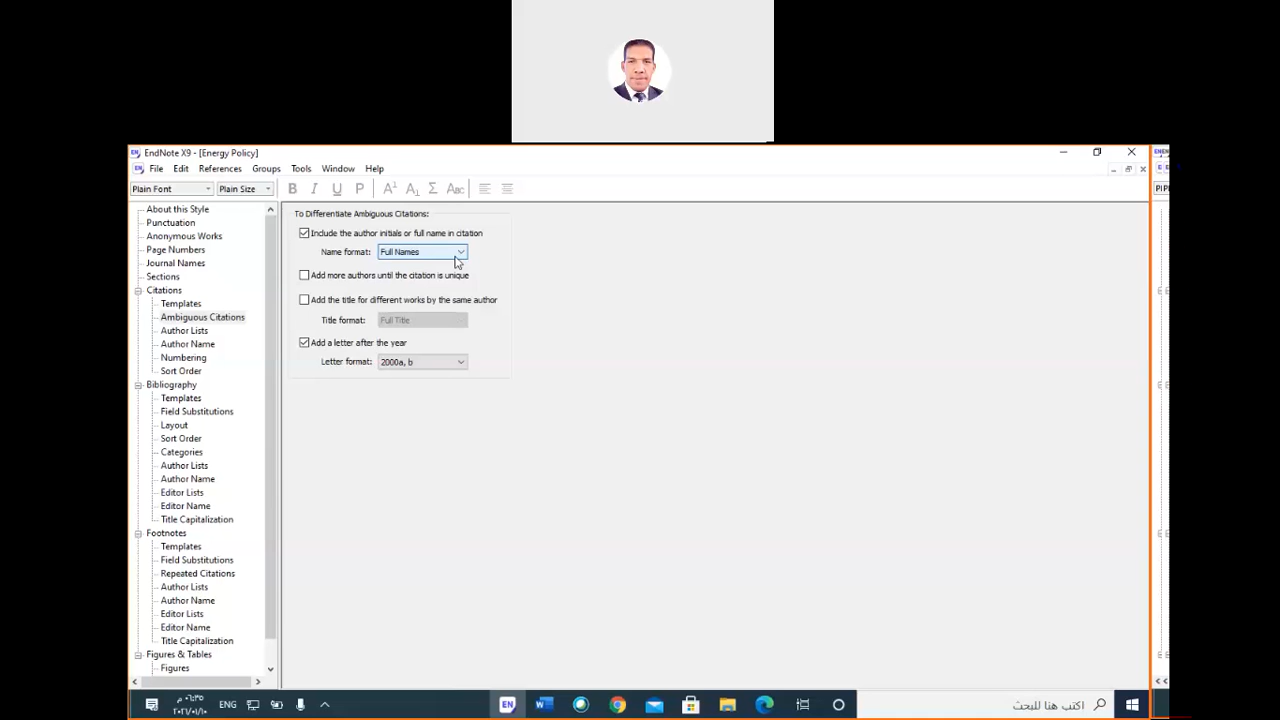 EndNote X9 - [Energy Policy]
File Edit References Groups Tools Window Help
Plain Font Plain Size B I U P A¹ A₁ Σ Aᴀᴄ
About this Style
Punctuation
Anonymous Works
Page Numbers
Journal Names
Sections
Citations
Templates
Ambiguous Citations
Author Lists
Author Name
Numbering
Sort Order
Bibliography
Templates
Field Substitutions
Layout
Sort Order
Categories
Author Lists
Author Name
Editor Lists
Editor Name
Title Capitalization
Footnotes
Templates
Field Substitutions
Repeated Citations
Author Lists
Author Name
Editor Lists
Editor Name
Title Capitalization
Figures & Tables
Figures
To Differentiate Ambiguous Citations:
Include the author initials or full name in citation
Name format: Full Names
Add more authors until the citation is unique
Add the title for different works by the same author
Title format: Full Title
Add a letter after the year
Letter format: 2000a, b
ENG
EN
اكتب هنا للبحث